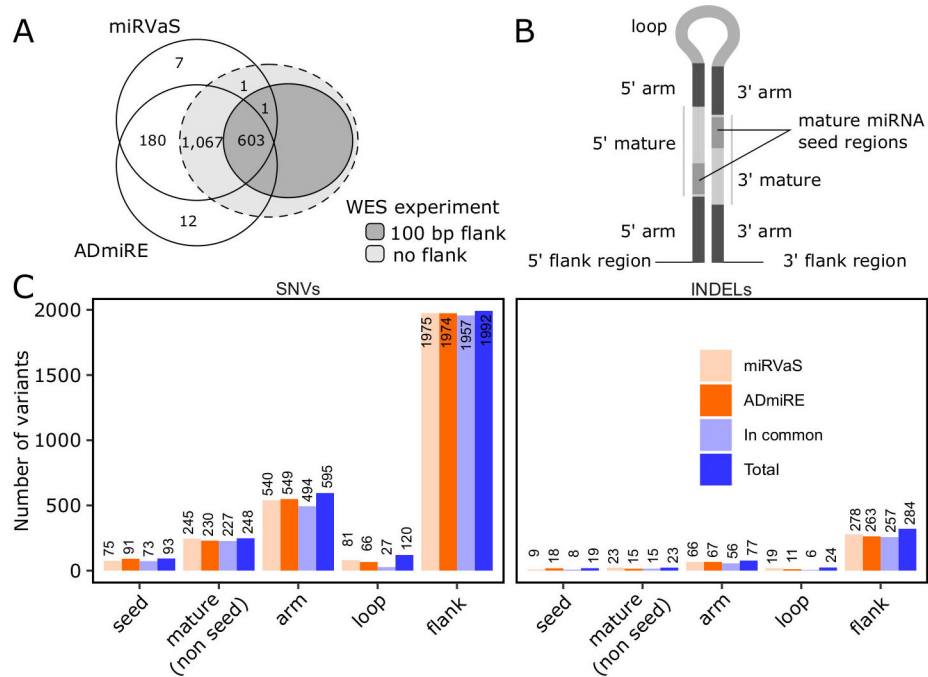 A
miRVaS
7
1
1
180
1,067
603
12
ADmiRE
WES experiment
100 bp flank
no flank
B
loop
5' arm
3' arm
5' mature
mature miRNA
seed regions
3' mature
5' arm
3' arm
5' flank region
3' flank region
C
SNVs
INDELs
Number of variants
2000
1500
1000
500
0
75
91
73
93
245
230
227
248
540
549
494
595
81
66
27
120
1975
1974
1957
1992
9
18
8
19
23
15
15
23
66
67
56
77
19
11
6
24
278
263
257
284
miRVaS
ADmiRE
In common
Total
seed
mature
(non seed)
arm
loop
flank
seed
mature
(non seed)
arm
loop
flank